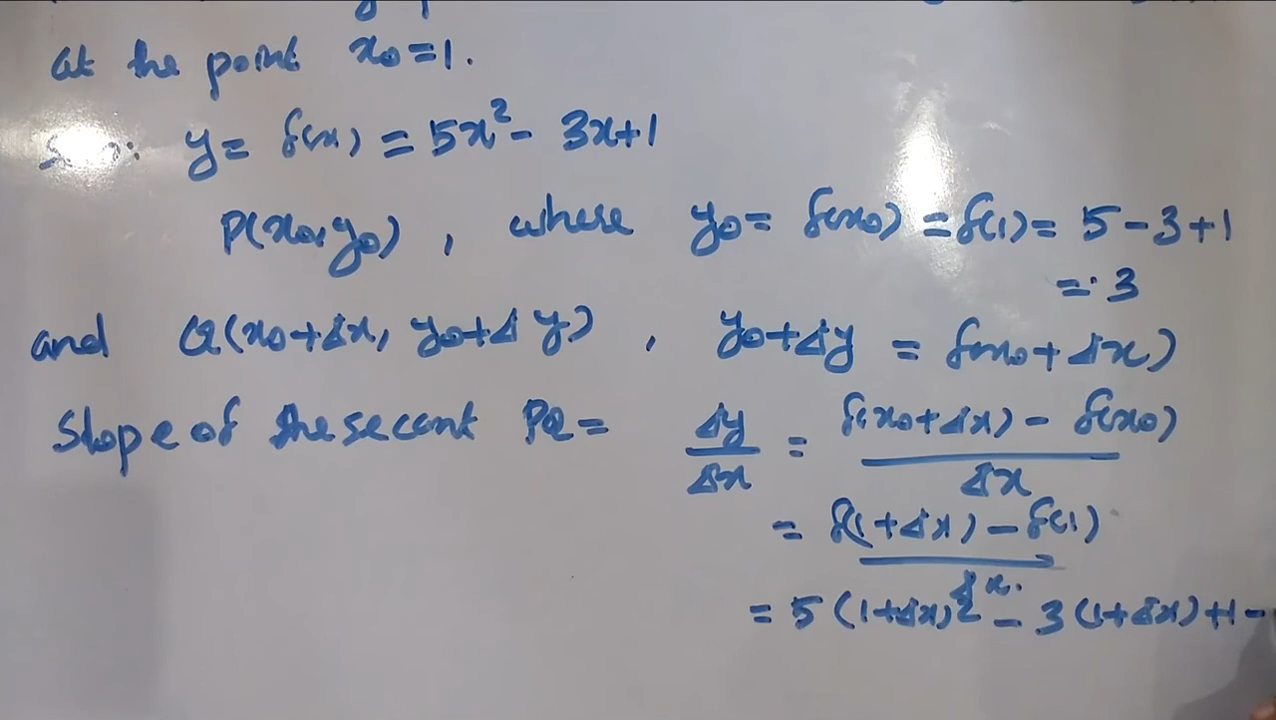 at the point x₀=1.
Soln: y= f(x) = 5x²- 3x+1
P(x₀,y₀), where y₀= f(x₀) =f(1)= 5-3+1
= 3
and Q(x₀+Δx, y₀+Δy), y₀+Δy = f(x₀+Δx)
Slope of the secant PQ= Δy/Δx = (f(x₀+Δx) - f(x₀))/Δx
= (f(1+Δx) - f(1))/Δx
= 5(1+Δx)² - 3(1+Δx)+1-